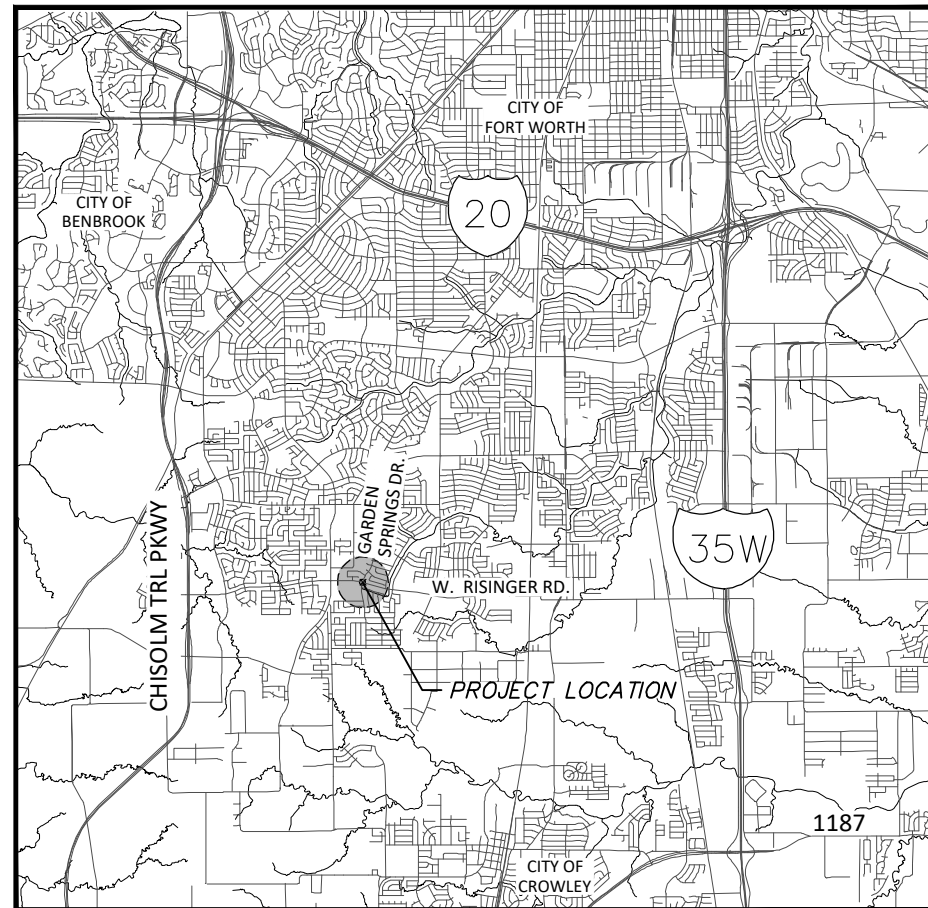 CITY OF
FORT WORTH
CITY OF
BENBROOK
20
GARDEN
SPRINGS DR.
35W
CHISOLM TRL PKWY
W. RISINGER RD.
PROJECT LOCATION
1187
CITY OF
CROWLEY